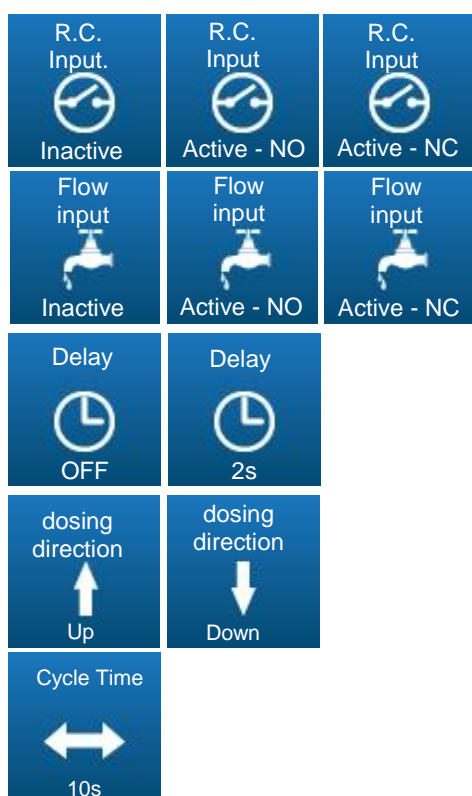 R.C.
Input.
Inactive
R.C.
Input
Active - NO
R.C.
Input
Active - NC
Flow
input
Inactive
Flow
input
Active - NO
Flow
input
Active - NC
Delay
OFF
Delay
2s
dosing
direction
Up
dosing
direction
Down
Cycle Time
10s